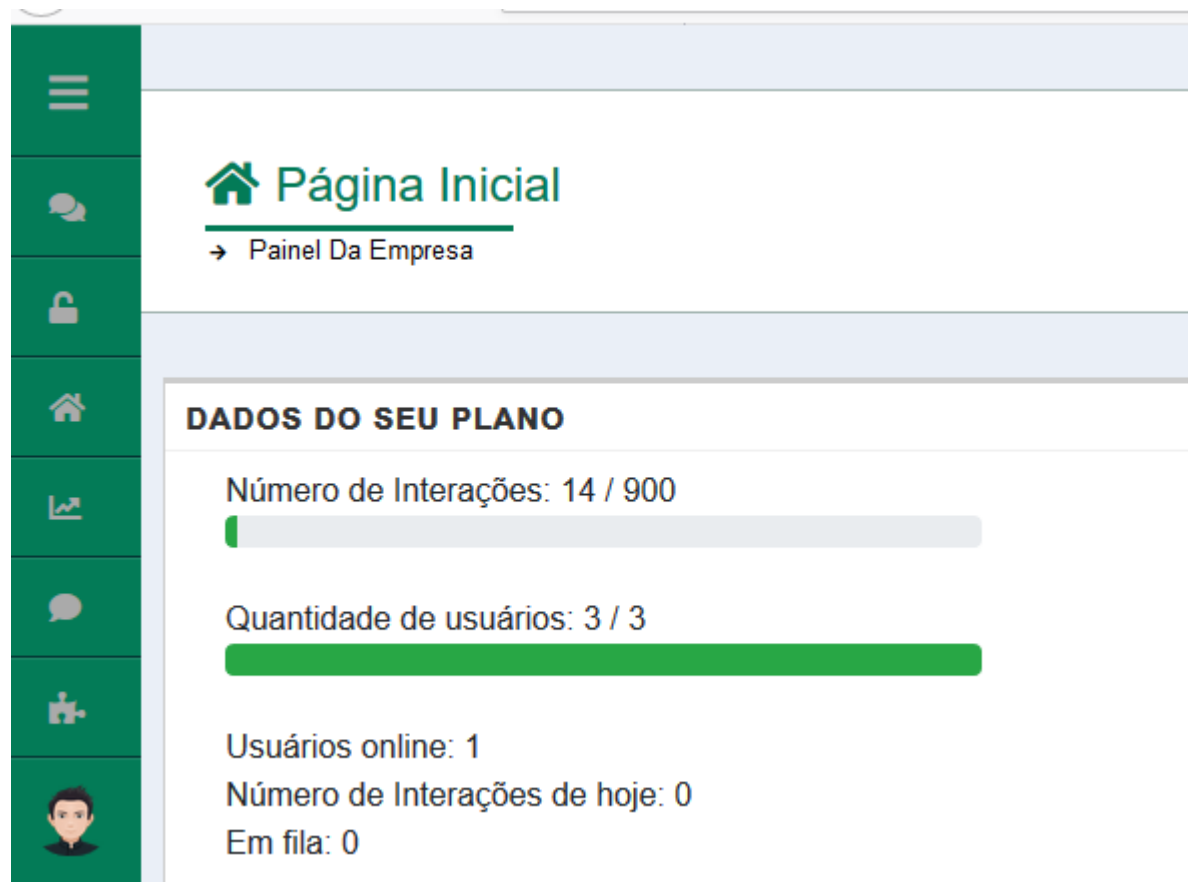 Página Inicial
→ Painel Da Empresa
DADOS DO SEU PLANO
Número de Interações: 14 / 900
Quantidade de usuários: 3 / 3
Usuários online: 1
Número de Interações de hoje: 0
Em fila: 0